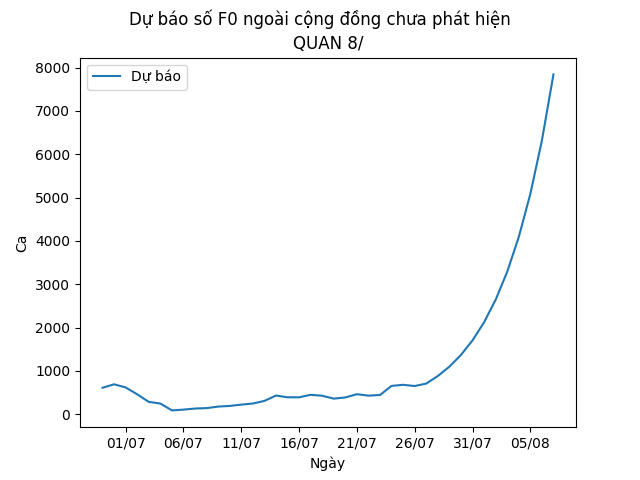 Dự báo số F0 ngoài cộng đồng chưa phát hiện
QUAN 8/
Dự báo
Ca
8000
7000
6000
5000
4000
3000
2000
1000
0
01/07 06/07 11/07 16/07 21/07 26/07 31/07 05/08
Ngày